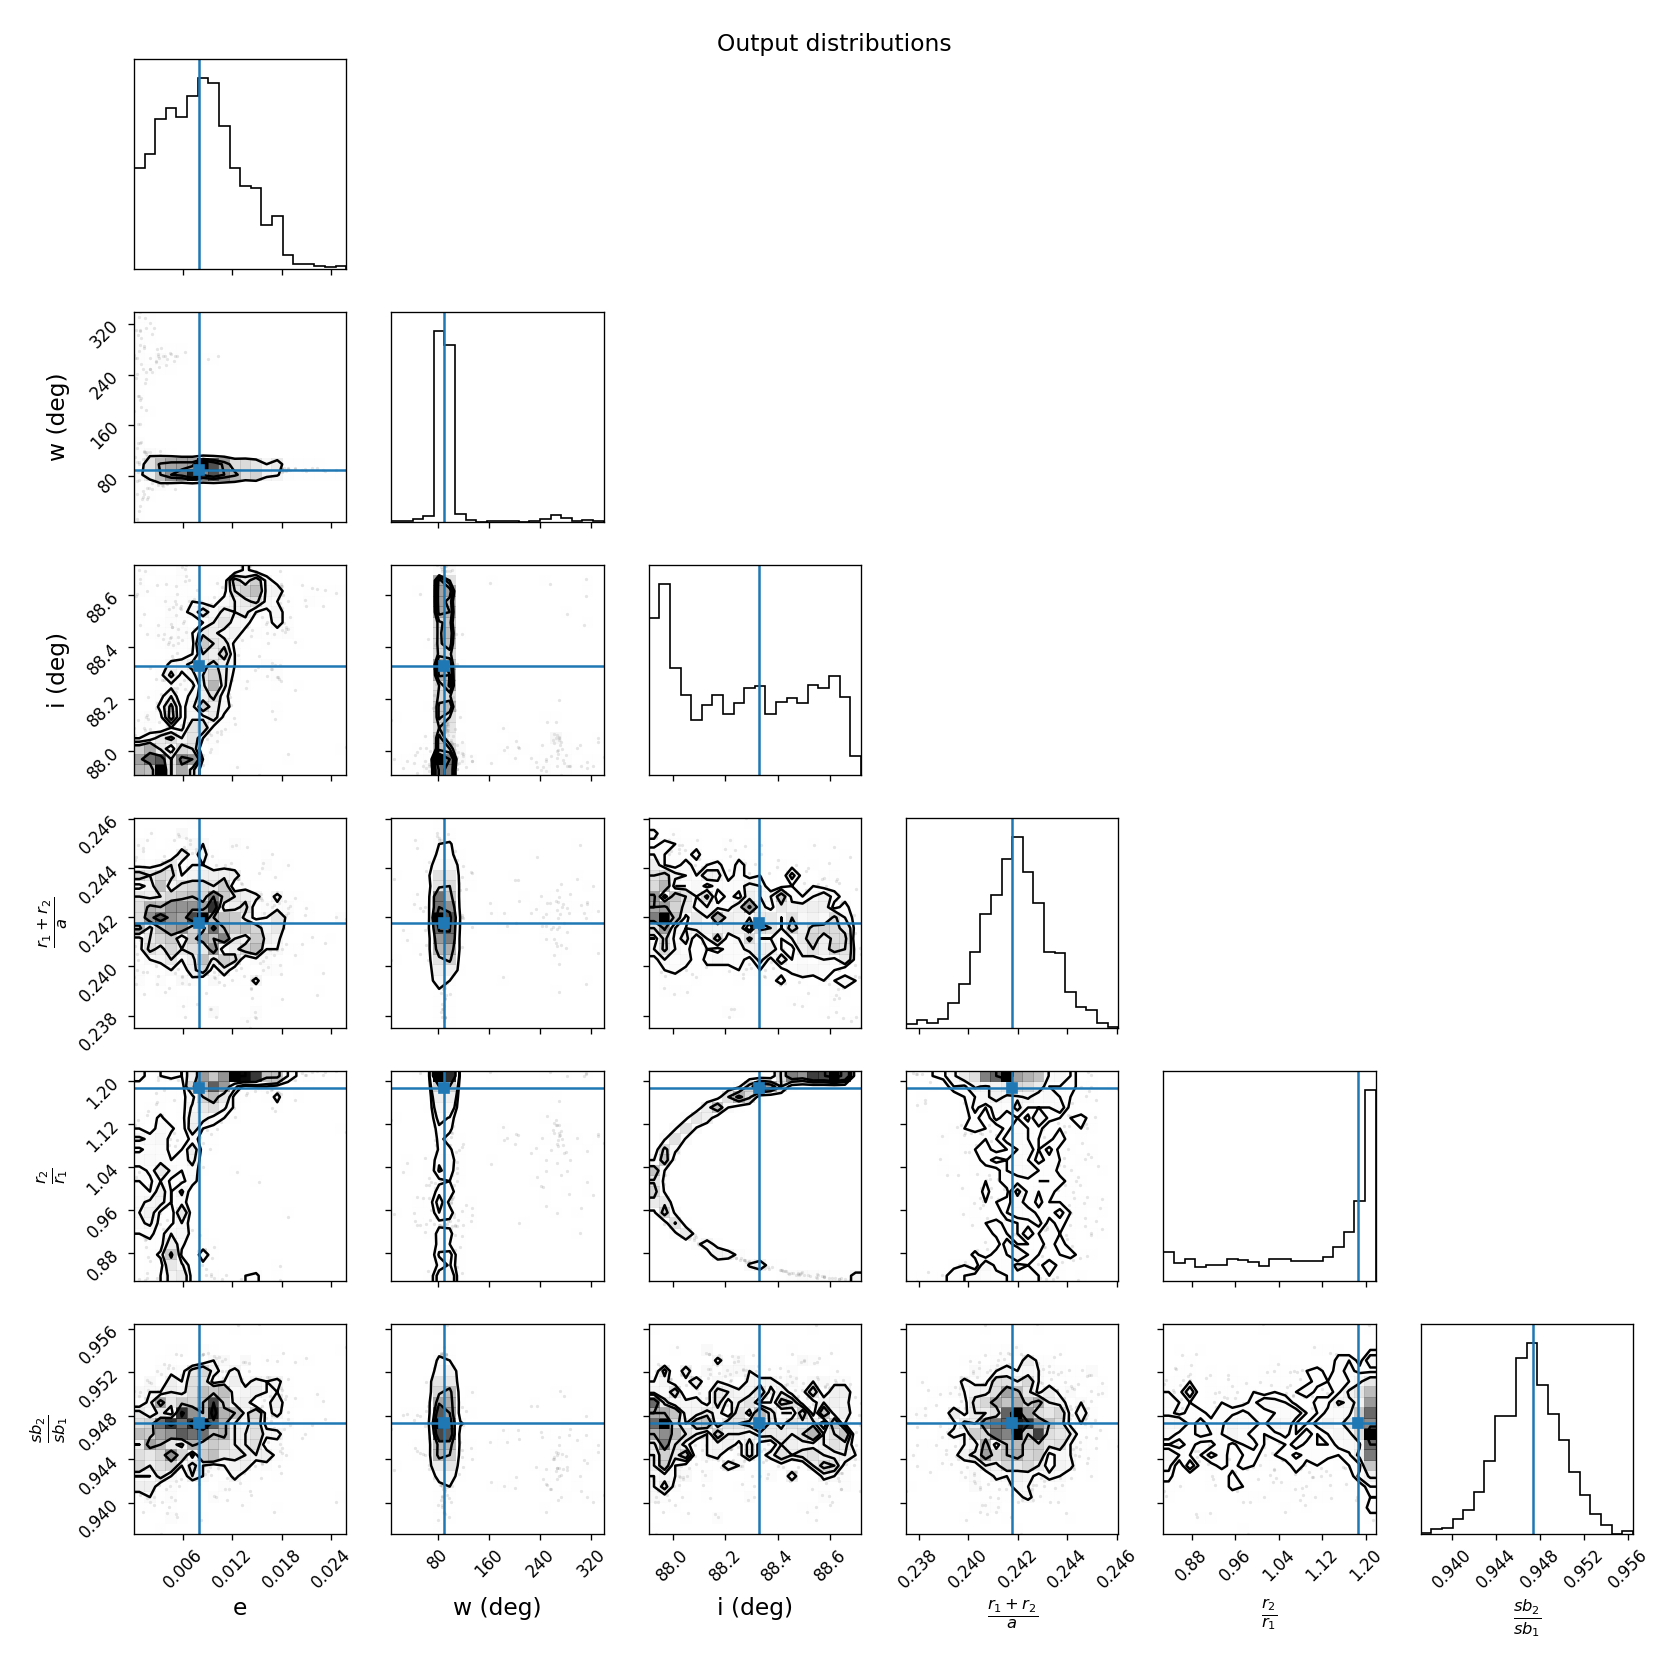 Output distributions
w (deg)
320
240
160
80
i (deg)
88.6
88.4
88.2
88.0
r₁ + r₂
a
0.246
0.244
0.242
0.240
0.238
r₂
r₁
1.20
1.12
1.04
0.96
0.88
sb₂
sb₁
0.956
0.952
0.948
0.944
0.940
0.006 0.012 0.018 0.024 80 160 240 320 88.0 88.2 88.4 88.6 0.238 0.240 0.242 0.244 0.246 0.88 0.96 1.04 1.12 1.20 0.940 0.944 0.948 0.952 0.956
e w (deg) i (deg) r₁ + r₂ r₂ sb₂
a r₁ sb₁